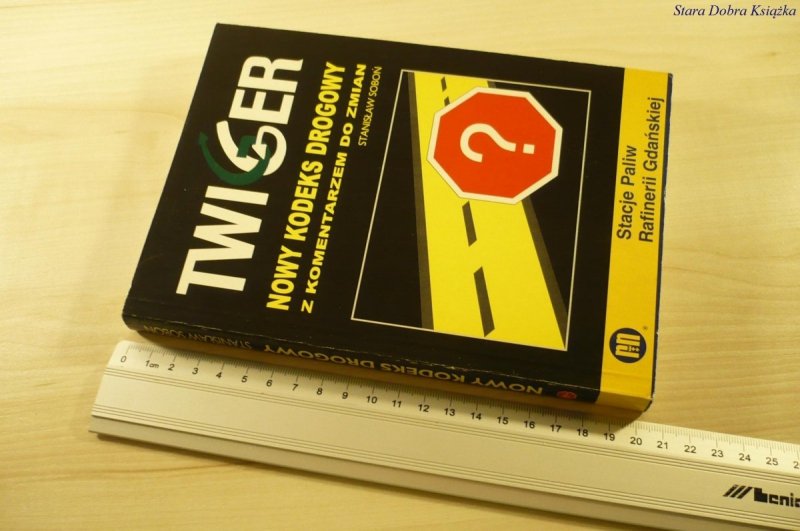 Stara Dobra Książka
TWIGGER
NOWY KODEKS DROGOWY
Z KOMENTARZEM DO ZMIAN
STANISŁAW SOBOŃ
?
Stacje Paliw
Rafinerii Gdańskiej
®
STANISŁAW SOBOŃ NOWY KODEKS DROGOWY
0 1cm 2 3 4 5 6 7 8 9 10 11 12 13 14 15 16 17 18 19 20 21 22 23 24 25